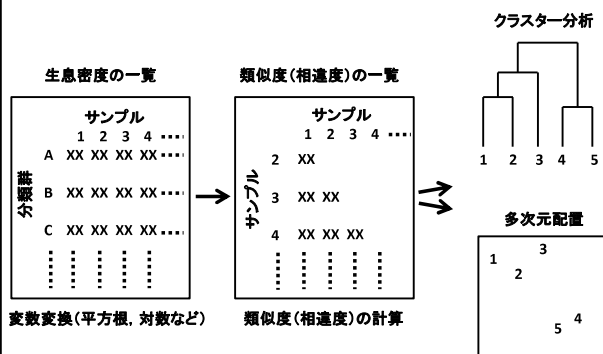 クラスター分析
1 2 3 4 5
生息密度の一覧
サンプル
1 2 3 4 ････
分類群
A XX XX XX XX ････
B XX XX XX XX ････
C XX XX XX XX ････
変数変換(平方根, 対数など)
類似度(相違度)の一覧
サンプル
1 2 3 4 ････
サンプル
2 XX
3 XX XX
4 XX XX XX
類似度(相違度)の計算
多次元配置
3
1
2
4
5